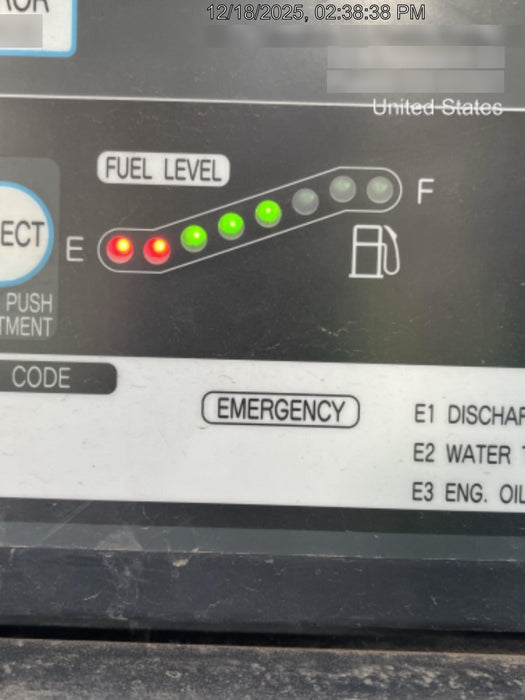 12/18/2025, 02:38:38 PM
United States
FUEL LEVEL
F
ECT
E
PUSH
TMENT
CODE
EMERGENCY
E1 DISCHAR
E2 WATER T
E3 ENG. OIL